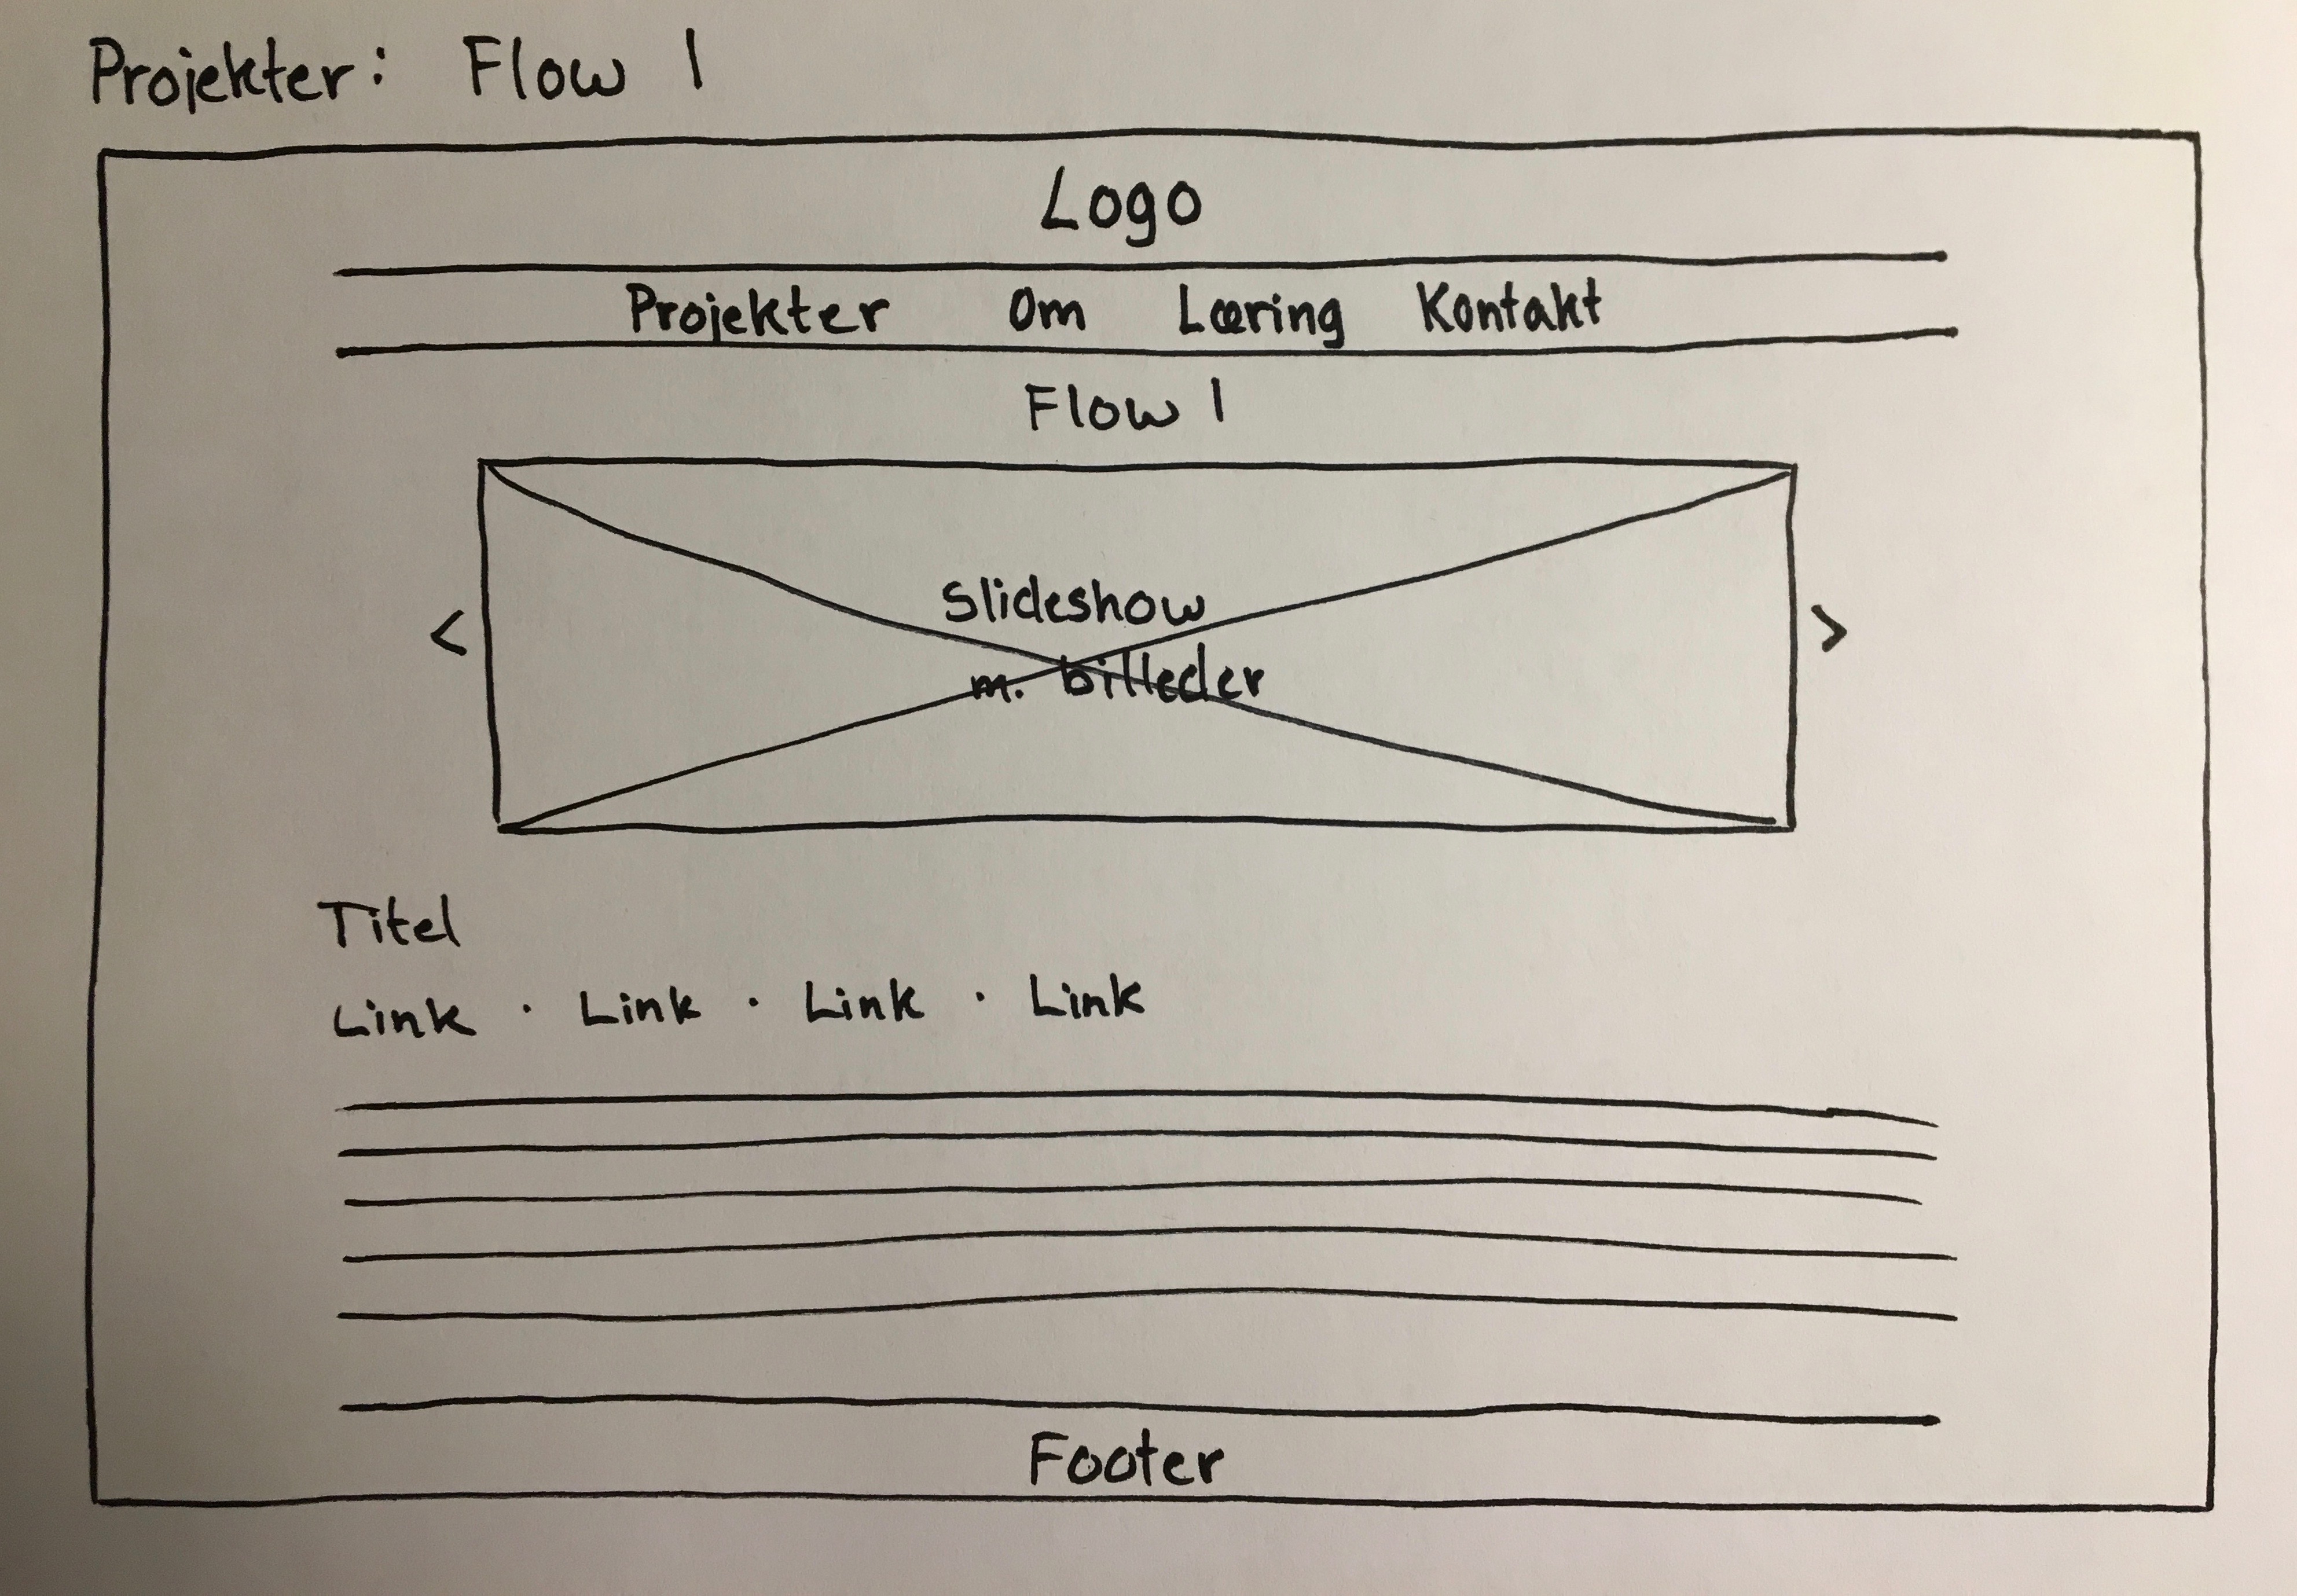 Projekter: Flow 1
Logo
Projekter Om Læring Kontakt
Flow 1
< >
Slideshow
m. billeder
Titel
Link · Link · Link · Link
Footer